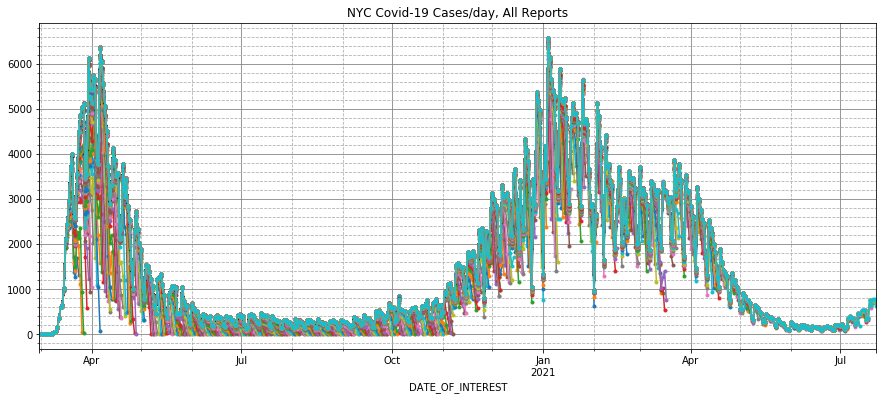 NYC Covid-19 Cases/day, All Reports
6000
5000
4000
3000
2000
1000
0
Apr Jul Oct Jan Apr Jul
2021
DATE_OF_INTEREST